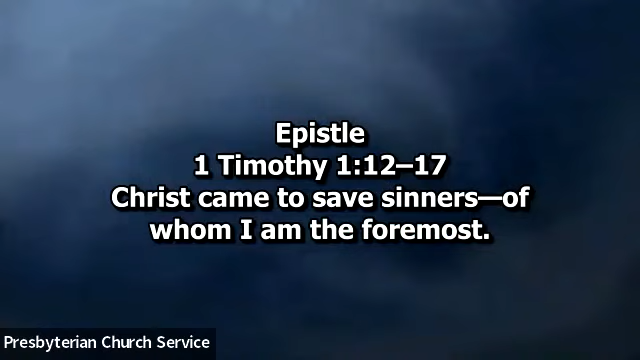 Epistle
1 Timothy 1:12–17
Christ came to save sinners—of
whom I am the foremost.
Presbyterian Church Service